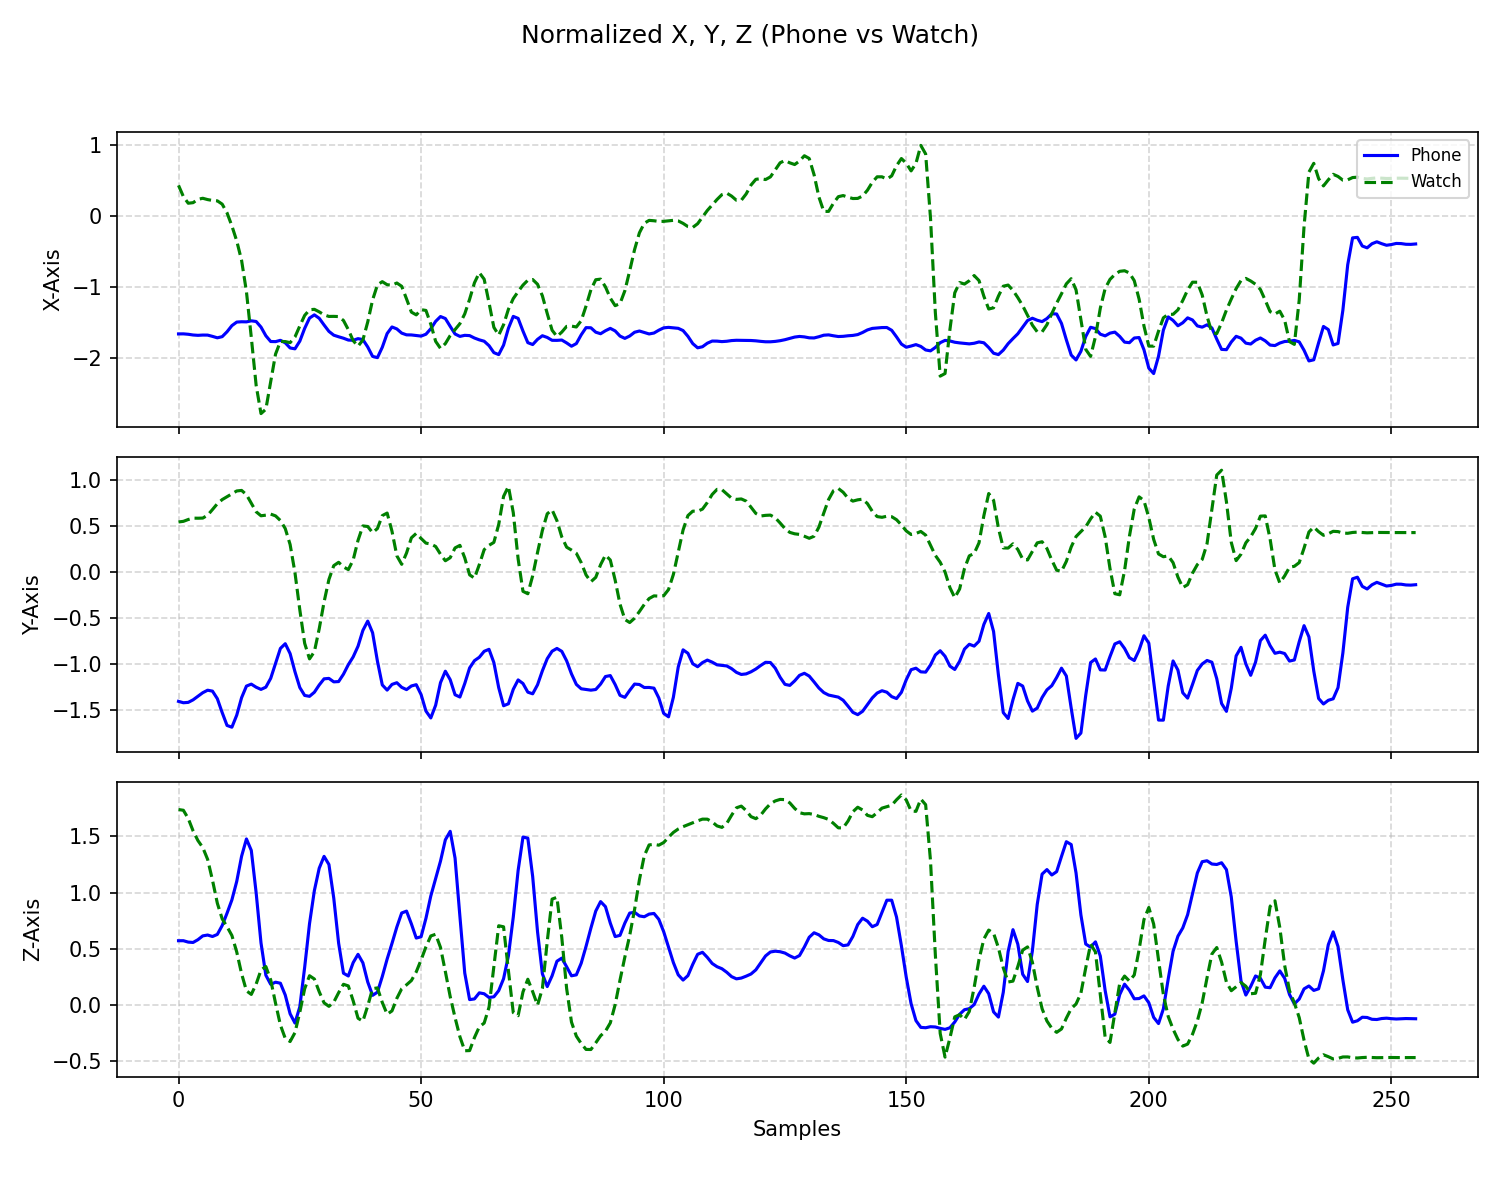 Normalized X, Y, Z (Phone vs Watch)
1
0
−1
−2
X-Axis
Phone
Watch
1.0
0.5
0.0
−0.5
−1.0
−1.5
Y-Axis
1.5
1.0
0.5
0.0
−0.5
Z-Axis
0 50 100 150 200 250
Samples